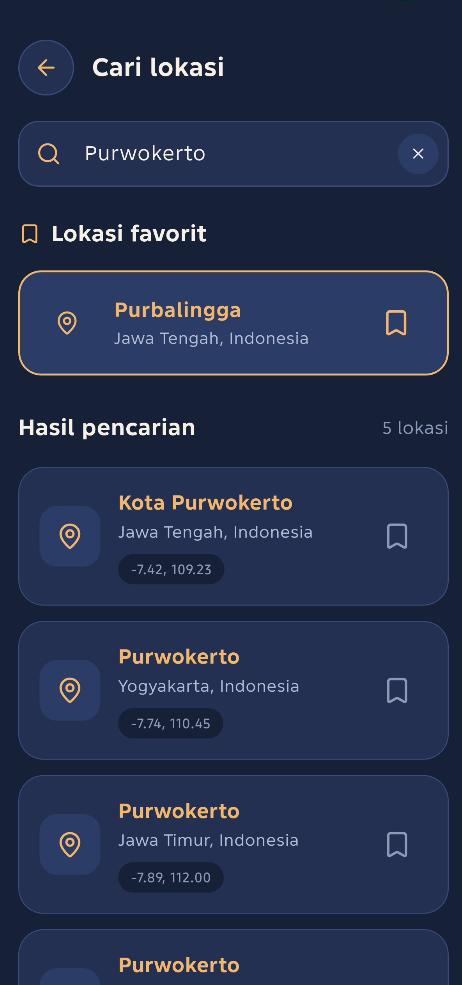 Cari lokasi
Purwokerto
Lokasi favorit
Purbalingga
Jawa Tengah, Indonesia
Hasil pencarian
5 lokasi
Kota Purwokerto
Jawa Tengah, Indonesia
-7.42, 109.23
Purwokerto
Yogyakarta, Indonesia
-7.74, 110.45
Purwokerto
Jawa Timur, Indonesia
-7.89, 112.00
Purwokerto